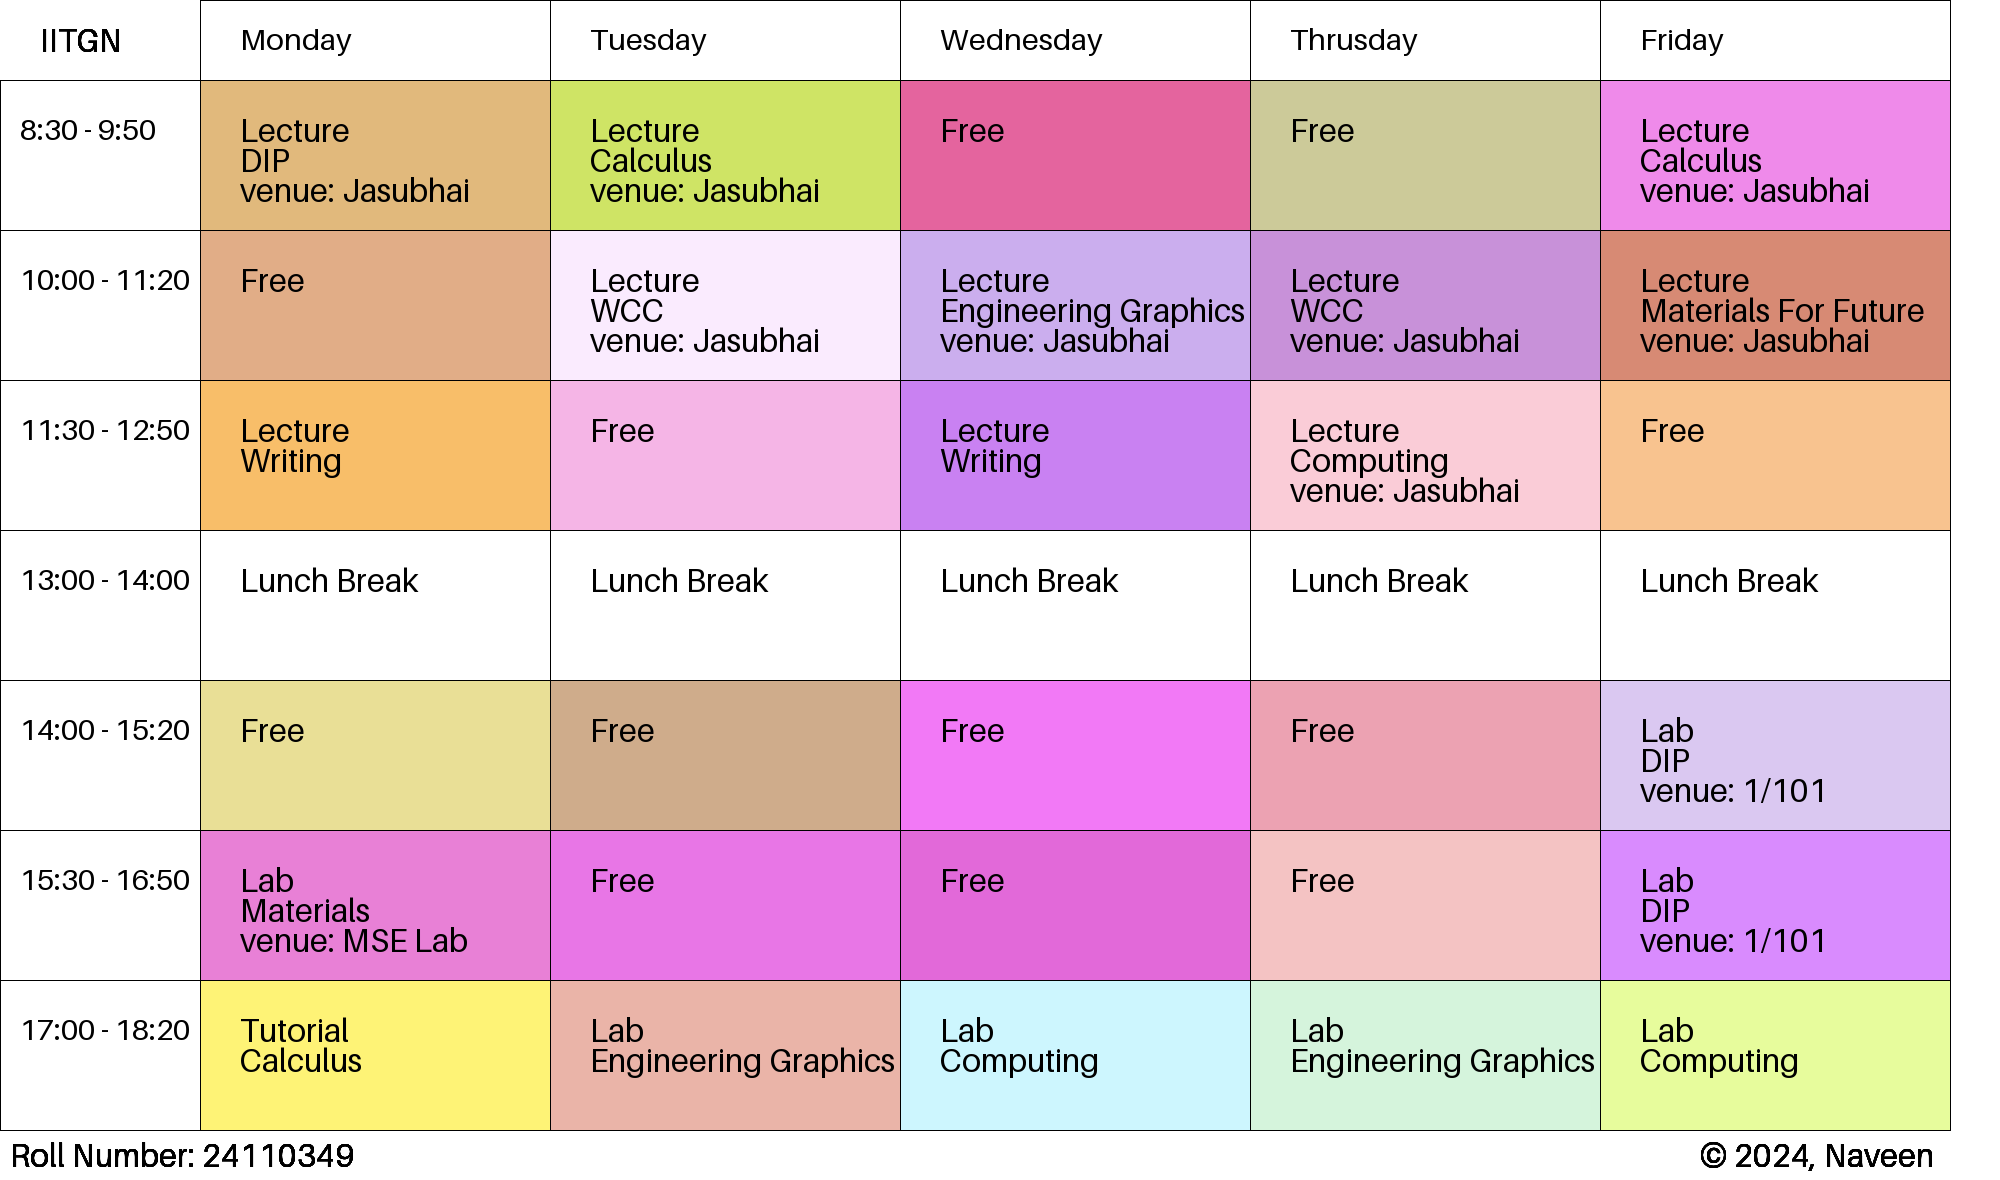 IITGN
Monday
Tuesday
Wednesday
Thrusday
Friday
8:30 - 9:50
Lecture
DIP
venue: Jasubhai
Lecture
Calculus
venue: Jasubhai
Free
Free
Lecture
Calculus
venue: Jasubhai
10:00 - 11:20
Free
Lecture
WCC
venue: Jasubhai
Lecture
Engineering Graphics
venue: Jasubhai
Lecture
WCC
venue: Jasubhai
Lecture
Materials For Future
venue: Jasubhai
11:30 - 12:50
Lecture
Writing
Free
Lecture
Writing
Lecture
Computing
venue: Jasubhai
Free
13:00 - 14:00
Lunch Break
Lunch Break
Lunch Break
Lunch Break
Lunch Break
14:00 - 15:20
Free
Free
Free
Free
Lab
DIP
venue: 1/101
15:30 - 16:50
Lab
Materials
venue: MSE Lab
Free
Free
Free
Lab
DIP
venue: 1/101
17:00 - 18:20
Tutorial
Calculus
Lab
Engineering Graphics
Lab
Computing
Lab
Engineering Graphics
Lab
Computing
Roll Number: 24110349
© 2024, Naveen